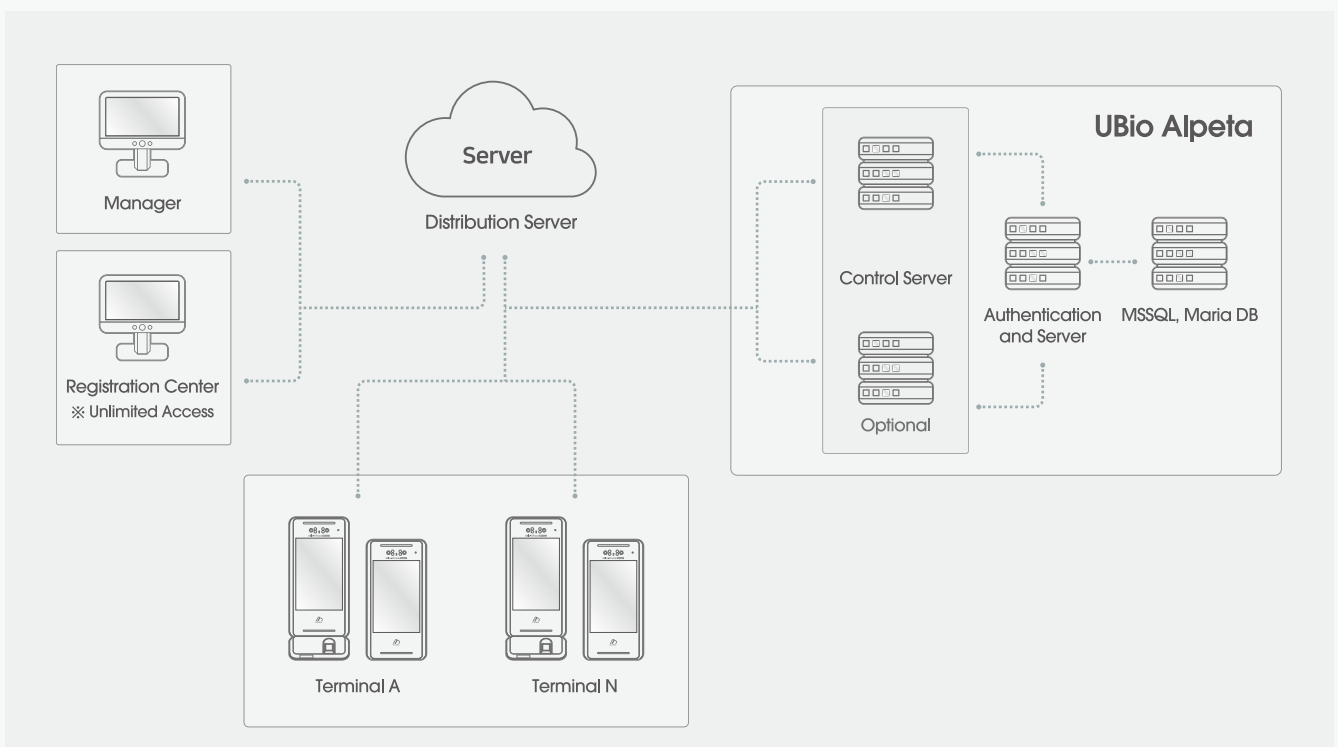 Manager
Registration Center
※ Unlimited Access
Server
Distribution Server
UBio Alpeta
Control Server
Optional
Authentication
and Server
MSSQL, Maria DB
Terminal A
Terminal N